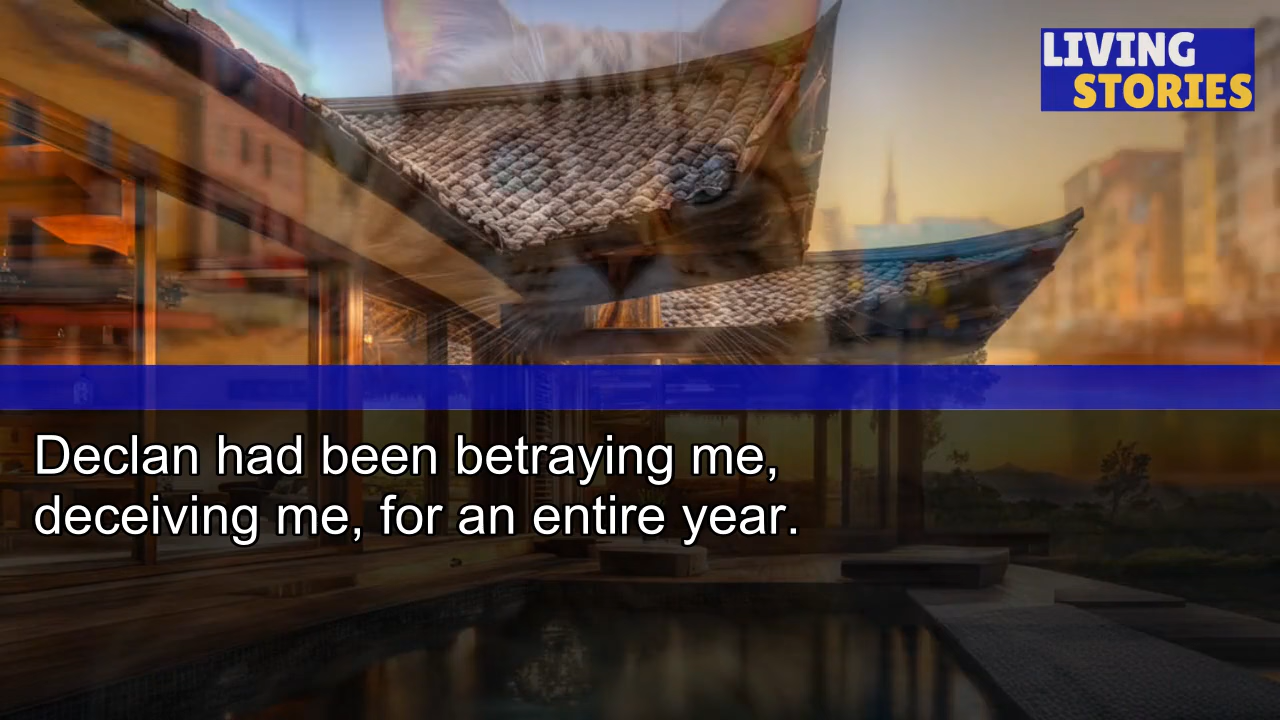 LIVING
STORIES
Declan had been betraying me,
deceiving me, for an entire year.